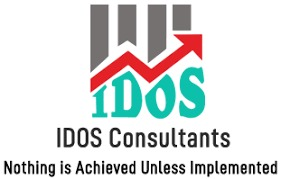 IDOS
IDOS Consultants
Nothing is Achieved Unless Implemented